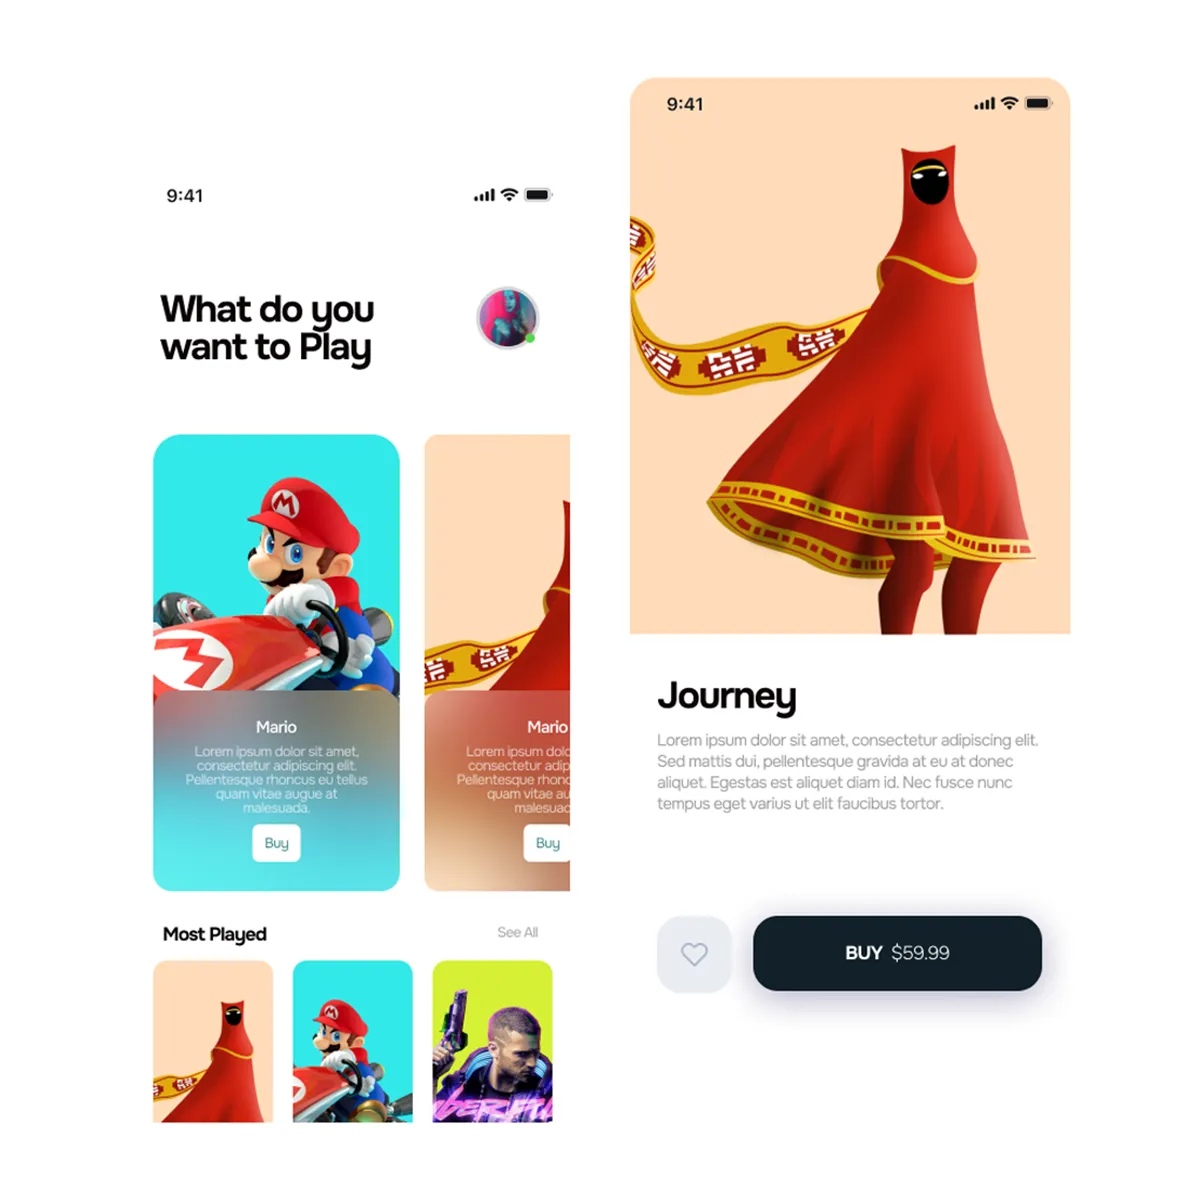 9:41
What do you
want to Play
M
M
Mario
Lorem ipsum dolor sit amet,
consectetur adipiscing elit.
Pellentesque rhoncus eu tellus
quam vitae augue at
malesuada.
Buy
Mario
Lorem ipsum dolo
consectetur adip
Pellentesque rhonc
quam vitae au
malesuac
Buy
Most Played
See All
M
9:41
Journey
Lorem ipsum dolor sit amet, consectetur adipiscing elit.
Sed mattis dui, pellentesque gravida at eu at donec
aliquet. Egestas est aliquet diam id. Nec fusce nunc
tempus eget varius ut elit faucibus tortor.
BUY $59.99